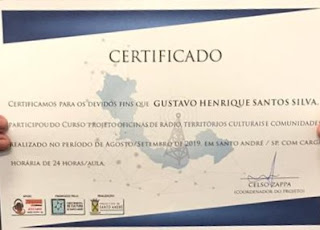 CERTIFICADO
CERTIFICAMOS PARA OS DEVIDOS FINS QUE GUSTAVO HENRIQUE SANTOS SILVA,
PARTICIPOU DO CURSO: PROJETO OFICINAS DE RÁDIO, TERRITÓRIOS CULTURAIS E COMUNIDADE
REALIZADO NO PERÍODO DE AGOSTO/SETEMBRO DE 2019, EM SANTO ANDRÉ / SP, COM CARGA
HORÁRIA DE 24 HORAS/AULA.
CELSO ZAPPA
COORDENADOR DO PROJETO